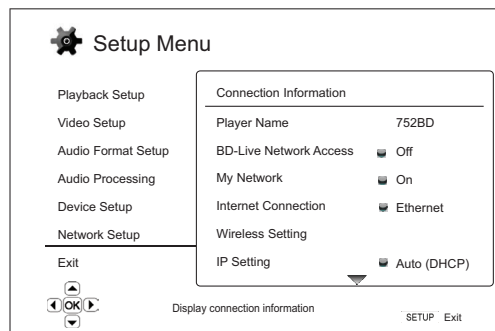 Setup Menu
Playback Setup
Video Setup
Audio Format Setup
Audio Processing
Device Setup
Network Setup
Exit
Connection Information
Player Name 752BD
BD-Live Network Access Off
My Network On
Internet Connection Ethernet
Wireless Setting
IP Setting Auto (DHCP)
OK
Display connection information
SETUP Exit